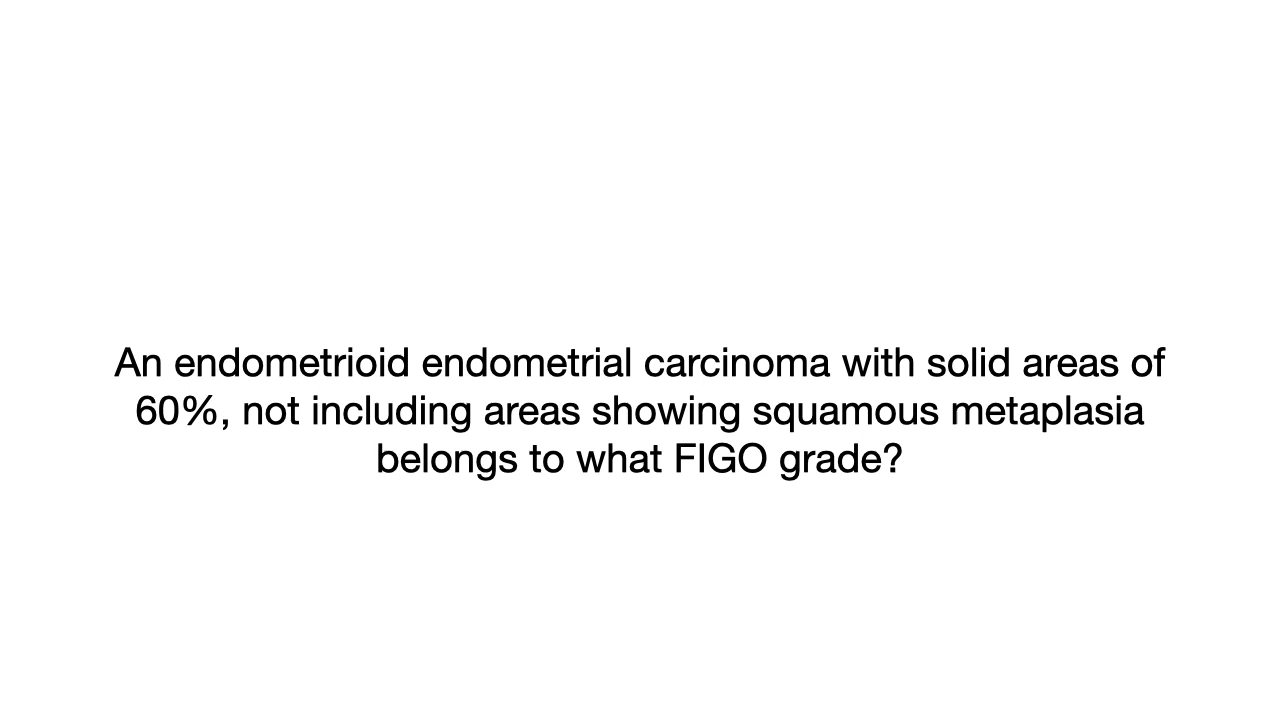 An endometrioid endometrial carcinoma with solid areas of
60%, not including areas showing squamous metaplasia
belongs to what FIGO grade?